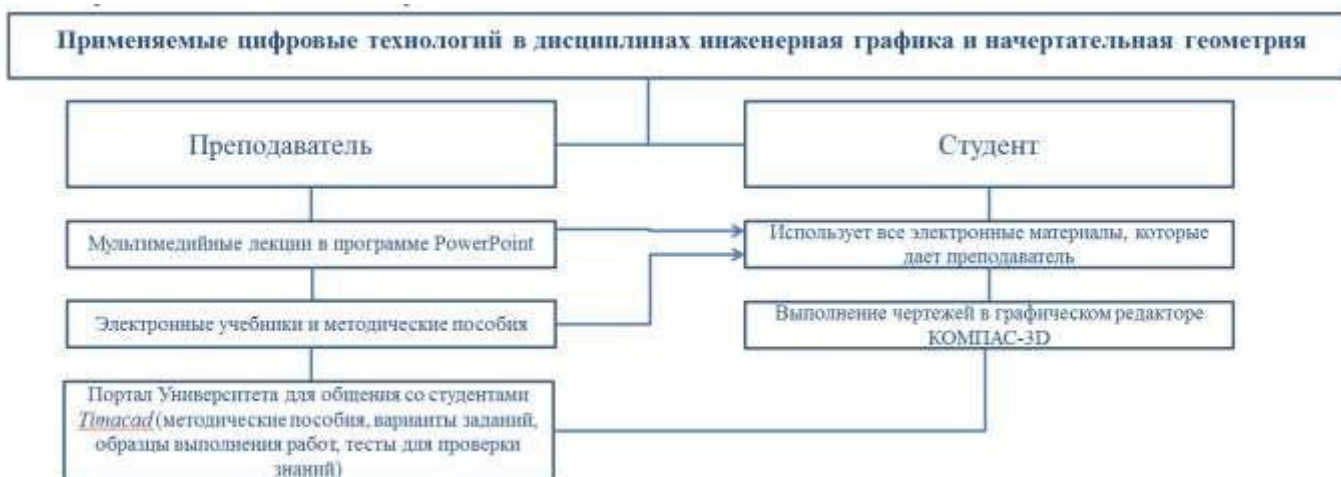 Применяемые цифровые технологий в дисциплинах инженерная графика и начертательная геометрия
Преподаватель
Мультимедийные лекции в программе PowerPoint
Электронные учебники и методические пособия
Портал Университета для общения со студентами
Timacad (методические пособия, варианты заданий,
образцы выполнения работ, тесты для проверки
знаний)
Студент
Использует все электронные материалы, которые
дает преподаватель
Выполнение чертежей в графическом редакторе
КОМПАС-3D